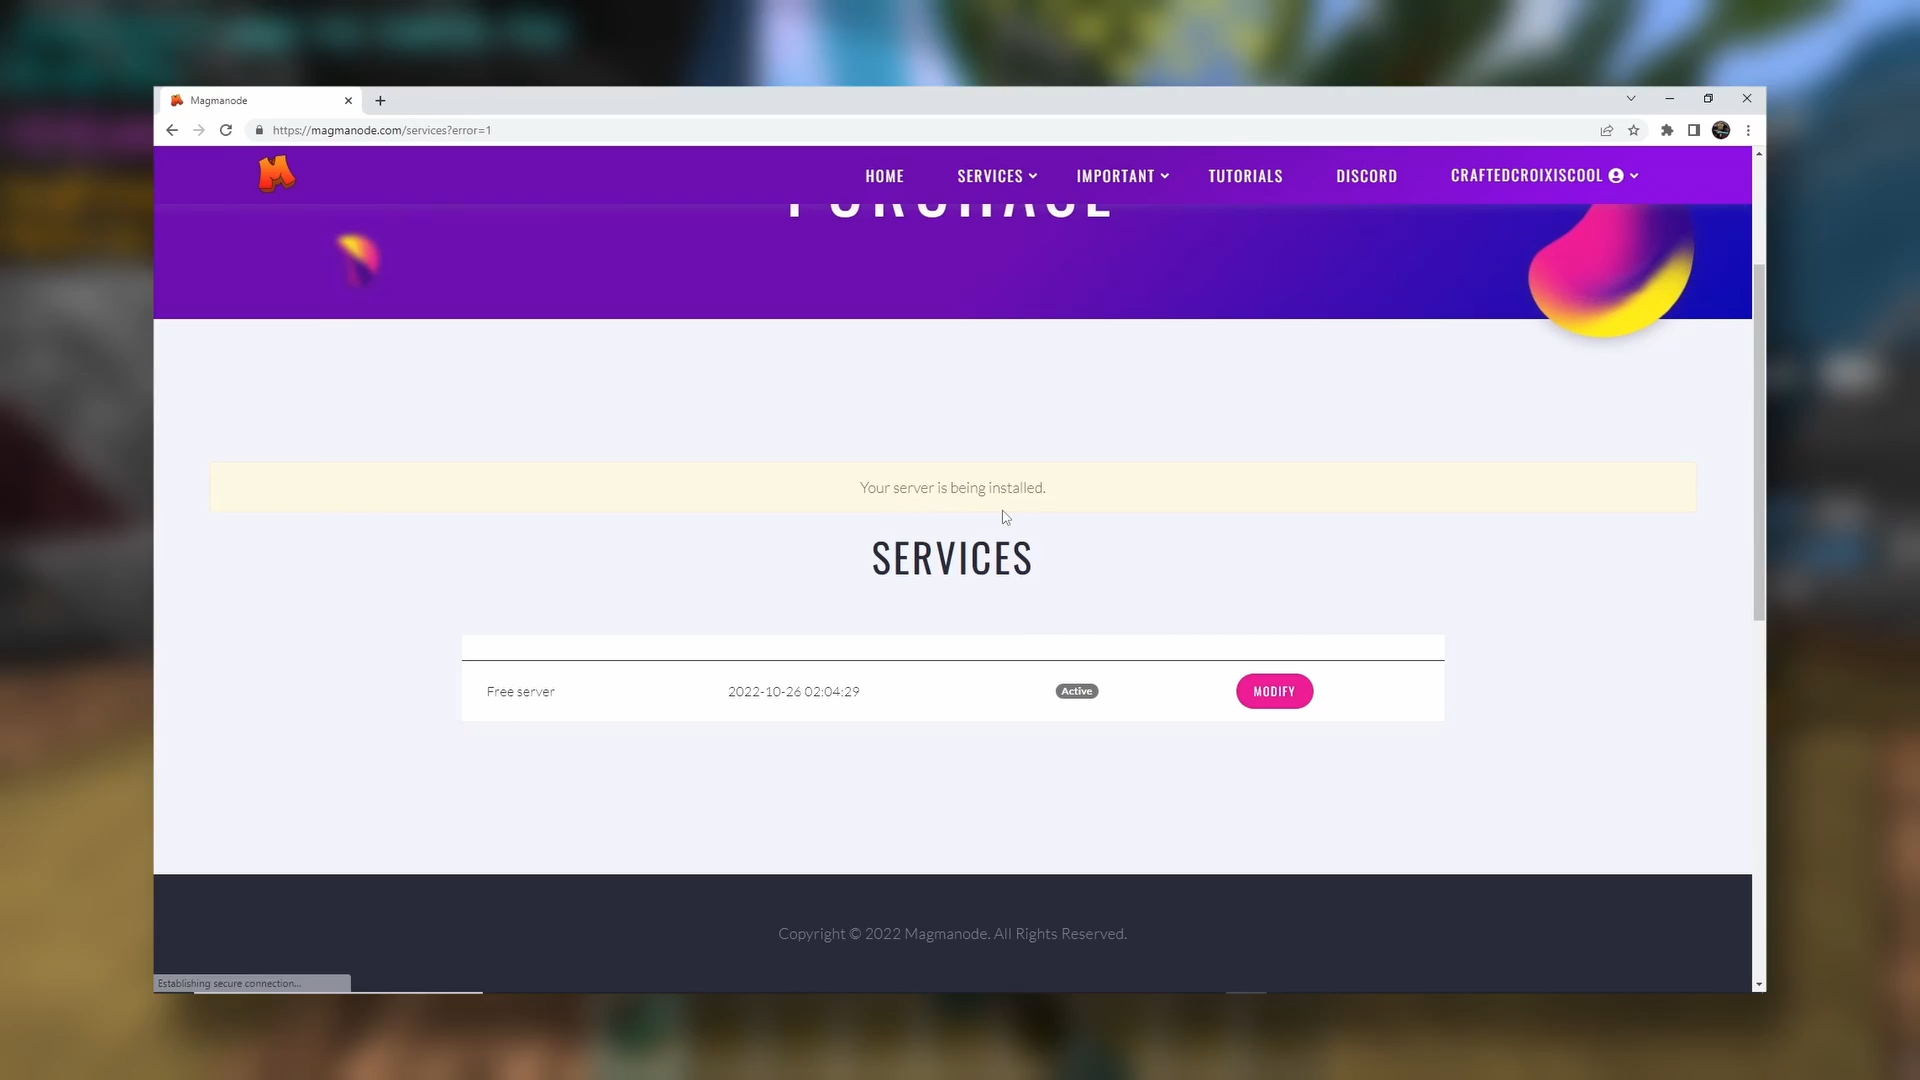 Magmanode
https://magmanode.com/services?error=1
HOME
SERVICES
IMPORTANT
TUTORIALS
DISCORD
CRAFTEDCROIXISCOOL
PURCHASE
Your server is being installed.
SERVICES
Free server
2022-10-26 02:04:29
Active
MODIFY
Copyright © 2022 Magmanode. All Rights Reserved.
Establishing secure connection...